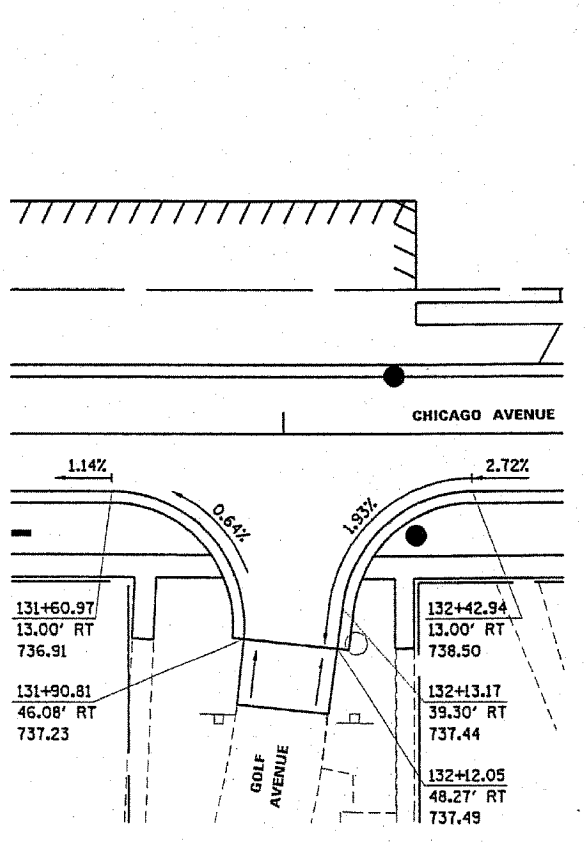 CHICAGO AVENUE
1.14%
2.72%
0.64%
1.93%
131+60.97
13.00' RT
736.91
132+42.94
13.00' RT
738.50
131+90.81
46.08' RT
737.23
132+13.17
39.30' RT
737.44
GOLF
AVENUE
132+12.05
48.27' RT
737.49